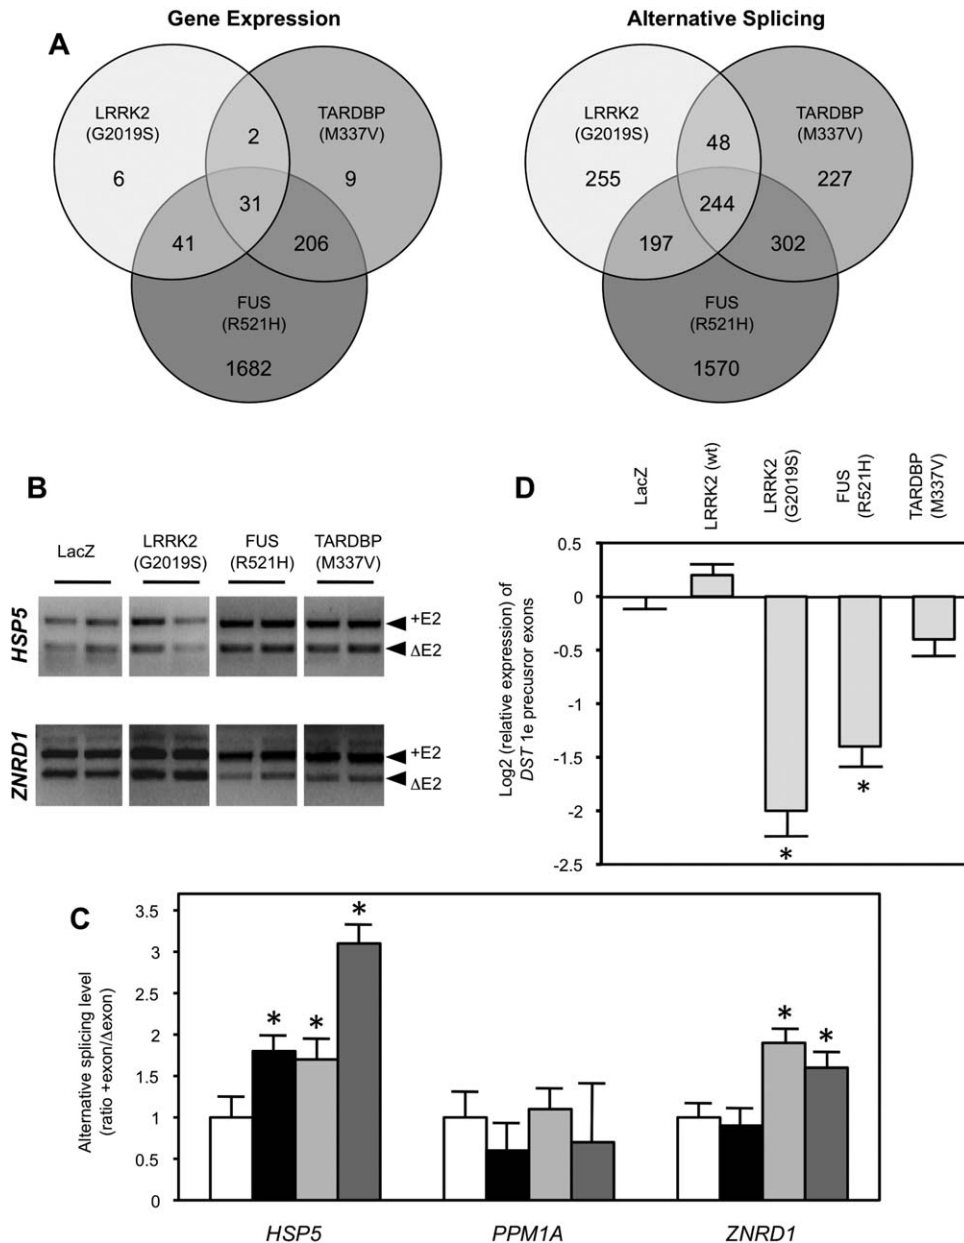 Gene Expression
Alternative Splicing
A
LRRK2
(G2019S)
TARDBP
(M337V)
2
6
9
31
41
206
FUS
(R521H)
1682
LRRK2
(G2019S)
TARDBP
(M337V)
48
255
227
244
197
302
FUS
(R521H)
1570
B
LacZ
LRRK2
(G2019S)
FUS
(R521H)
TARDBP
(M337V)
HSP5
+E2
ΔE2
ZNRD1
+E2
ΔE2
D
LacZ
LRRK2 (wt)
LRRK2
(G2019S)
FUS
(R521H)
TARDBP
(M337V)
Log2 (relative expression) of
DST 1e precusror exons
0.5
0
-0.5
-1
-1.5
-2
-2.5
*
*
C
Alternative splicing level
(ratio +exon/Δexon)
3.5
3
2.5
2
1.5
1
0.5
0
*
*
*
*
*
HSP5
PPM1A
ZNRD1